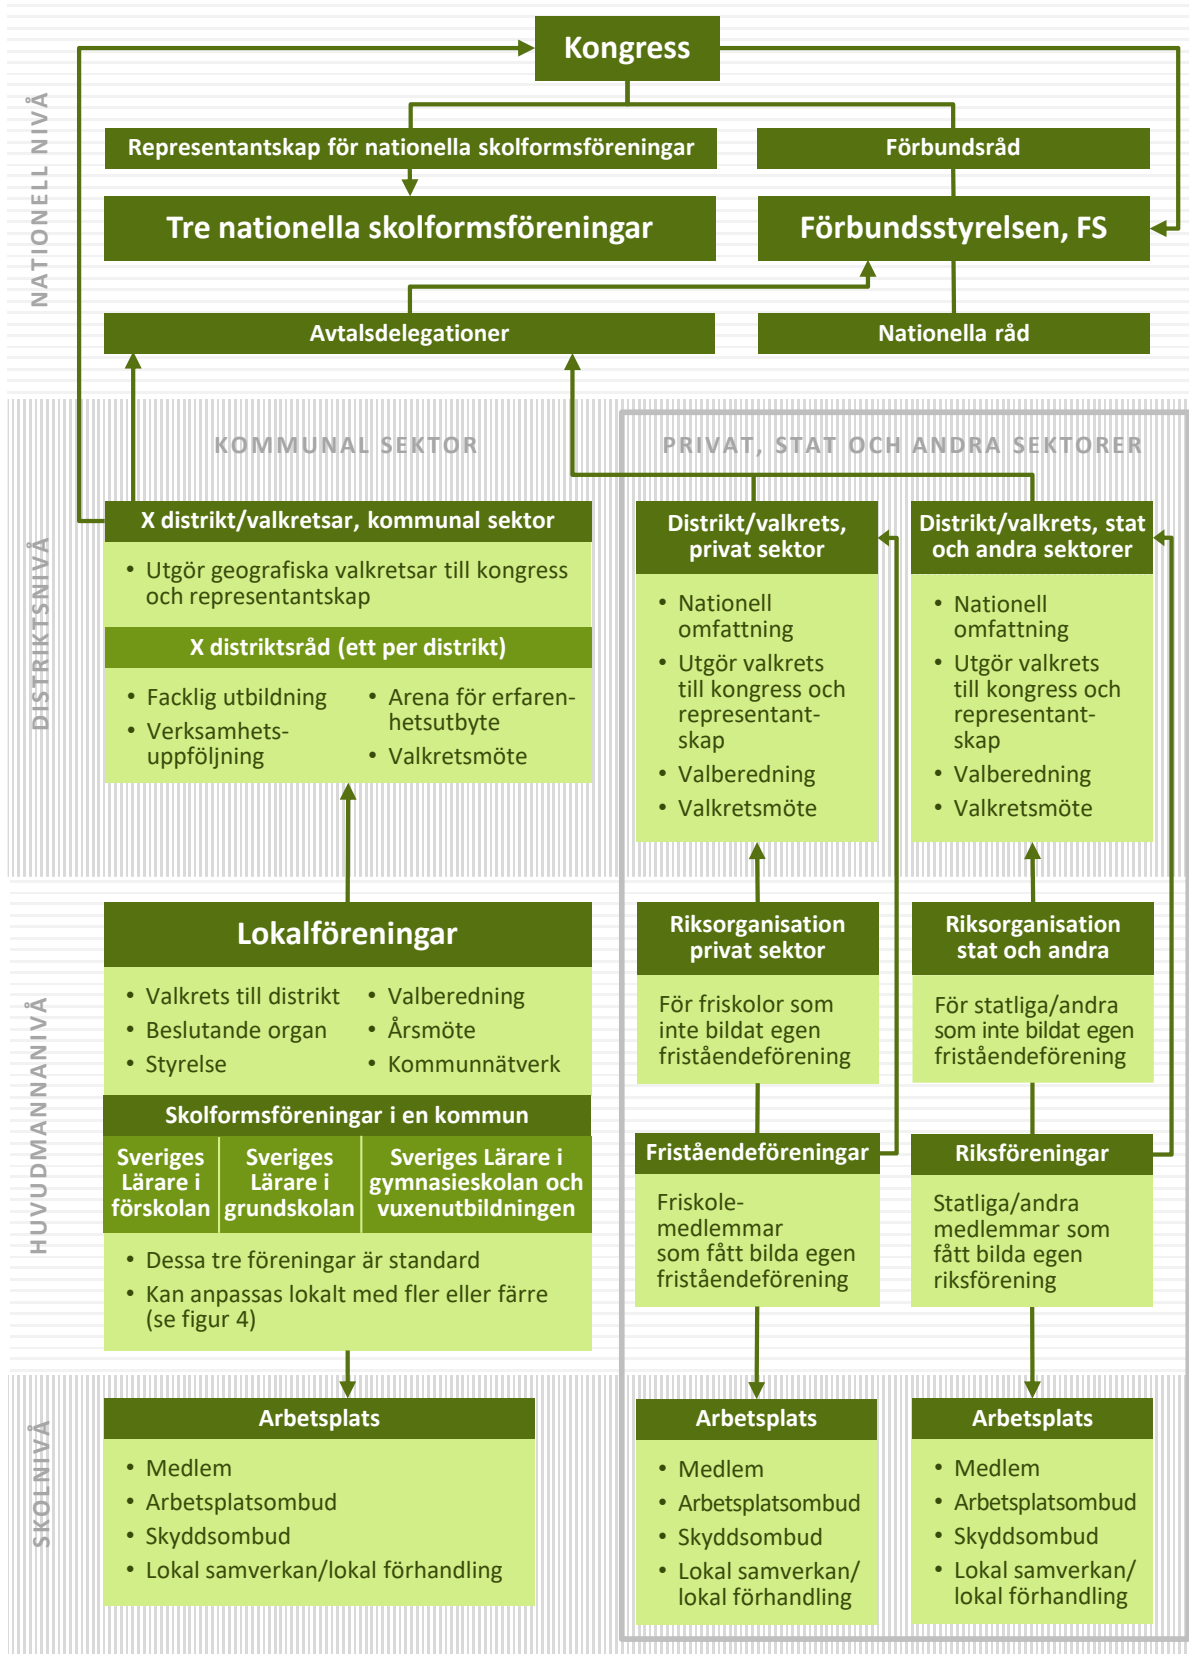 NATIONELL NIVÅ
Kongress
Representantskap för nationella skolformsföreningar
Förbundsråd
Tre nationella skolformsföreningar
Förbundsstyrelsen, FS
Avtalsdelegationer
Nationella råd
DISTRIKTSNIVÅ
KOMMUNAL SEKTOR
X distrikt/valkretsar, kommunal sektor
• Utgör geografiska valkretsar till kongress
och representantskap
X distriktsråd (ett per distrikt)
• Facklig utbildning
• Verksamhets-
uppföljning
• Arena för erfaren-
hetsutbyte
• Valkretsmöte
PRIVAT, STAT OCH ANDRA SEKTORER
Distrikt/valkrets,
privat sektor
• Nationell
omfattning
• Utgör valkrets
till kongress och
representant-
skap
• Valberedning
• Valkretsmöte
Distrikt/valkrets, stat
och andra sektorer
• Nationell
omfattning
• Utgör valkrets
till kongress och
representant-
skap
• Valberedning
• Valkretsmöte
HUVUDMANNANIVÅ
Lokalföreningar
• Valkrets till distrikt
• Beslutande organ
• Styrelse
• Valberedning
• Årsmöte
• Kommunnätverk
Skolformsföreningar i en kommun
Sveriges
Lärare i
förskolan
Sveriges
Lärare i
grundskolan
Sveriges Lärare i
gymnasieskolan och
vuxenutbildningen
• Dessa tre föreningar är standard
• Kan anpassas lokalt med fler eller färre
(se figur 4)
Riksorganisation
privat sektor
För friskolor som
inte bildat egen
friståendeförening
Friståendeföreningar
Friskole-
medlemmar
som fått bilda egen
friståendeförening
Riksorganisation
stat och andra
För statliga/andra
som inte bildat egen
friståendeförening
Riksföreningar
Statliga/andra
medlemmar som
fått bilda egen
riksförening
SKOLNIVÅ
Arbetsplats
• Medlem
• Arbetsplatsombud
• Skyddsombud
• Lokal samverkan/lokal förhandling
Arbetsplats
• Medlem
• Arbetsplatsombud
• Skyddsombud
• Lokal samverkan/
lokal förhandling
Arbetsplats
• Medlem
• Arbetsplatsombud
• Skyddsombud
• Lokal samverkan/
lokal förhandling